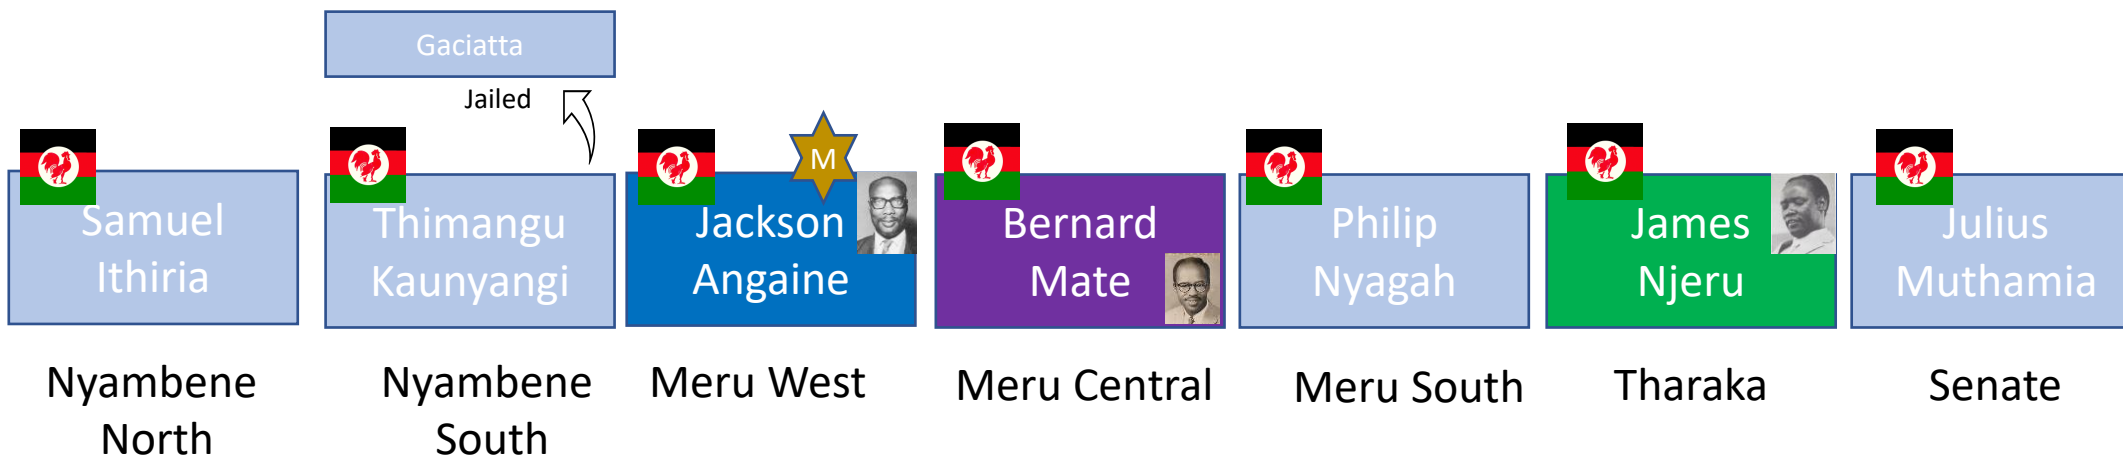 Gaciatta
Jailed
M
Samuel
Ithiria
Thimangu
Kaunyangi
Jackson
Angaine
Bernard
Mate
Philip
Nyagah
James
Njeru
Julius
Muthamia
Nyambene
North
Nyambene
South
Meru West
Meru Central
Meru South
Tharaka
Senate